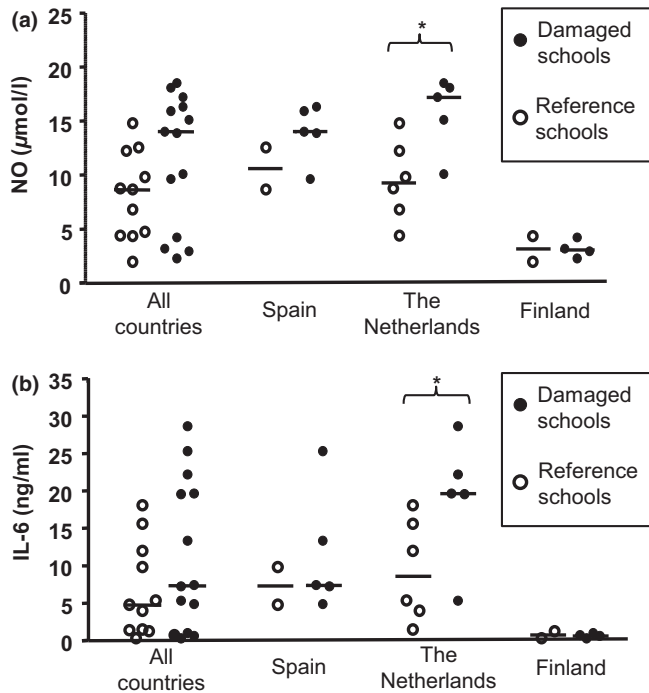 (a)
*
25
20
15
10
5
0
NO (µmol/l)
Damaged
schools
Reference
schools
All
countries
Spain
The
Netherlands
Finland
(b)
*
35
30
25
20
15
10
5
0
IL-6 (ng/ml)
Damaged
schools
Reference
schools
All
countries
Spain
The
Netherlands
Finland